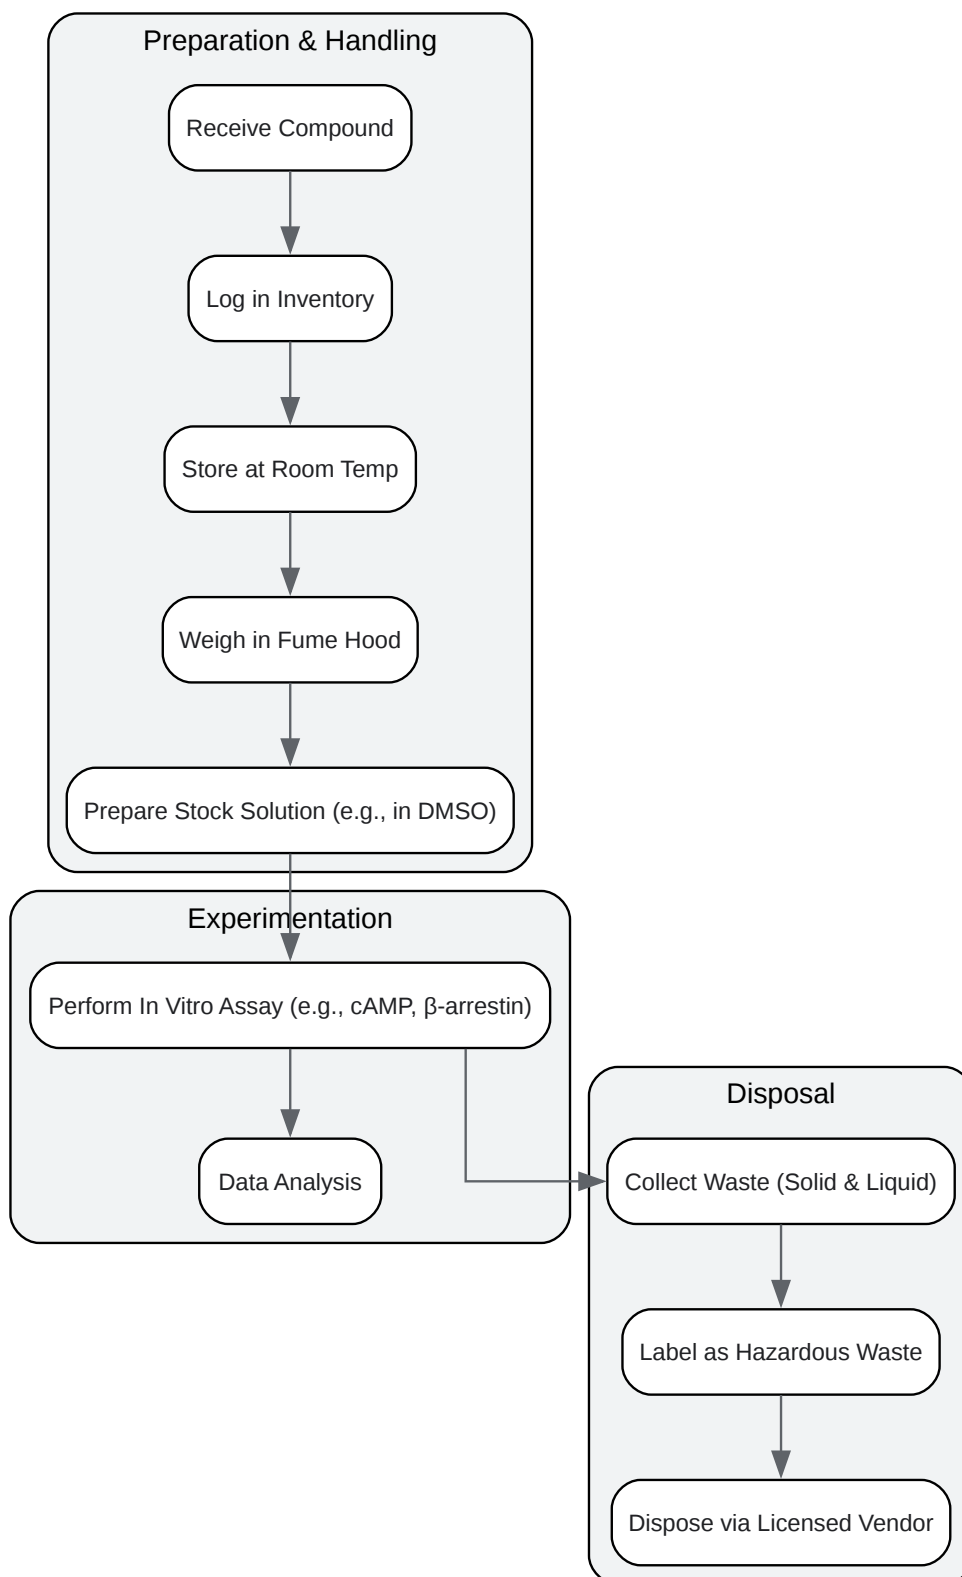 Preparation & Handling
Receive Compound
Log in Inventory
Store at Room Temp
Weigh in Fume Hood
Prepare Stock Solution (e.g., in DMSO)
Experimentation
Perform In Vitro Assay (e.g., cAMP, β-arrestin)
Data Analysis
Disposal
Collect Waste (Solid & Liquid)
Label as Hazardous Waste
Dispose via Licensed Vendor